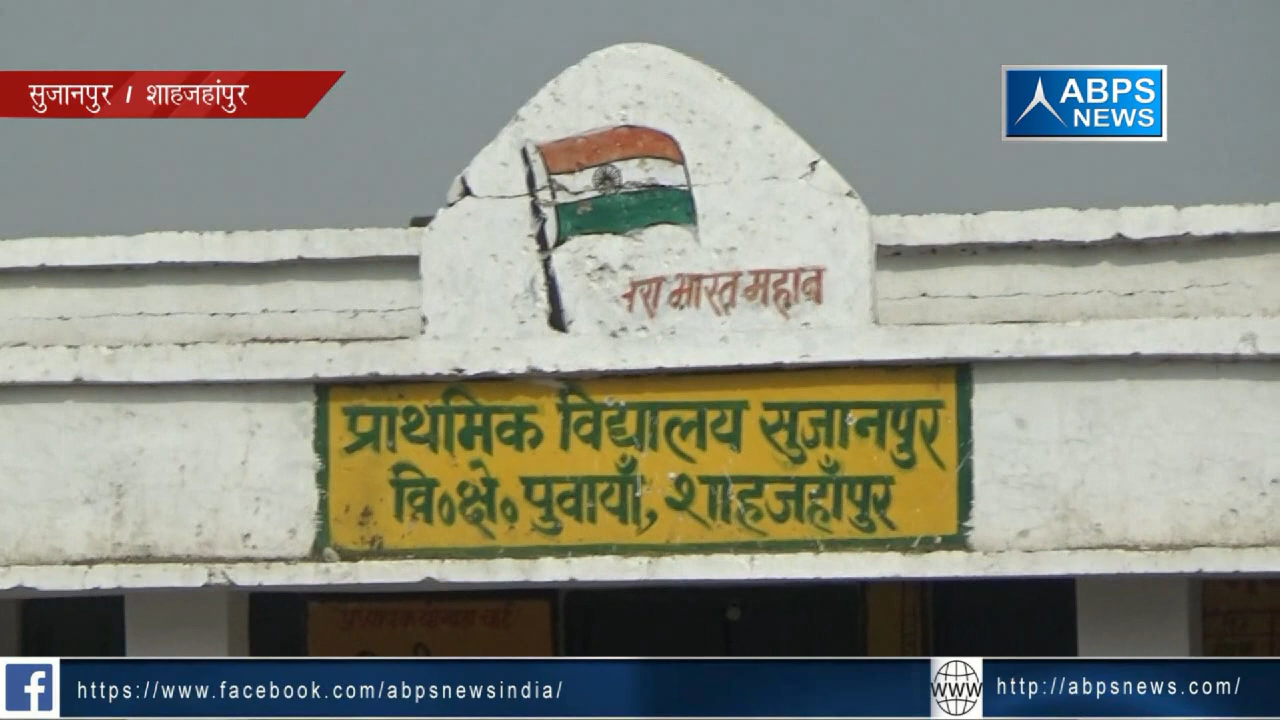 सुजानपुर / शाहजहांपुर
ABPS
NEWS
भारत महान
प्राथमिक विद्यालय सुजानपुर
वि०क्षे० पुवायाँ, शाहजहाँपुर
https://www.facebook.com/abpsnewsindia/
www
http://abpsnews.com/